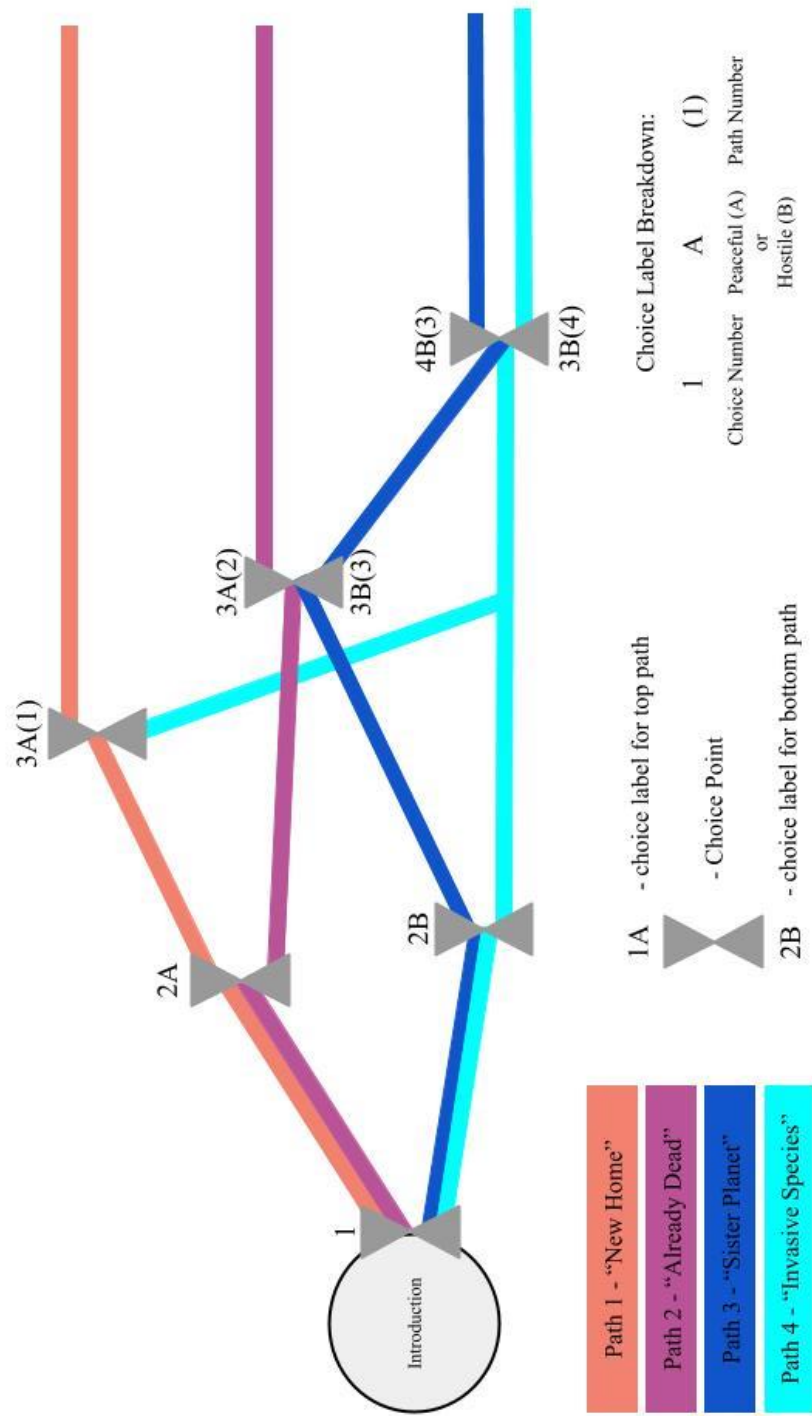 Introduction
1
2A
2B
3A(1)
3A(2)
3B(3)
4B(3)
3B(4)
Path 1 - “New Home”
Path 2 - “Already Dead”
Path 3 - “Sister Planet”
Path 4 - “Invasive Species”
1A - choice label for top path
- Choice Point
2B - choice label for bottom path
Choice Label Breakdown:
1 A (1)
Choice Number Peaceful (A) Path Number
or
Hostile (B)